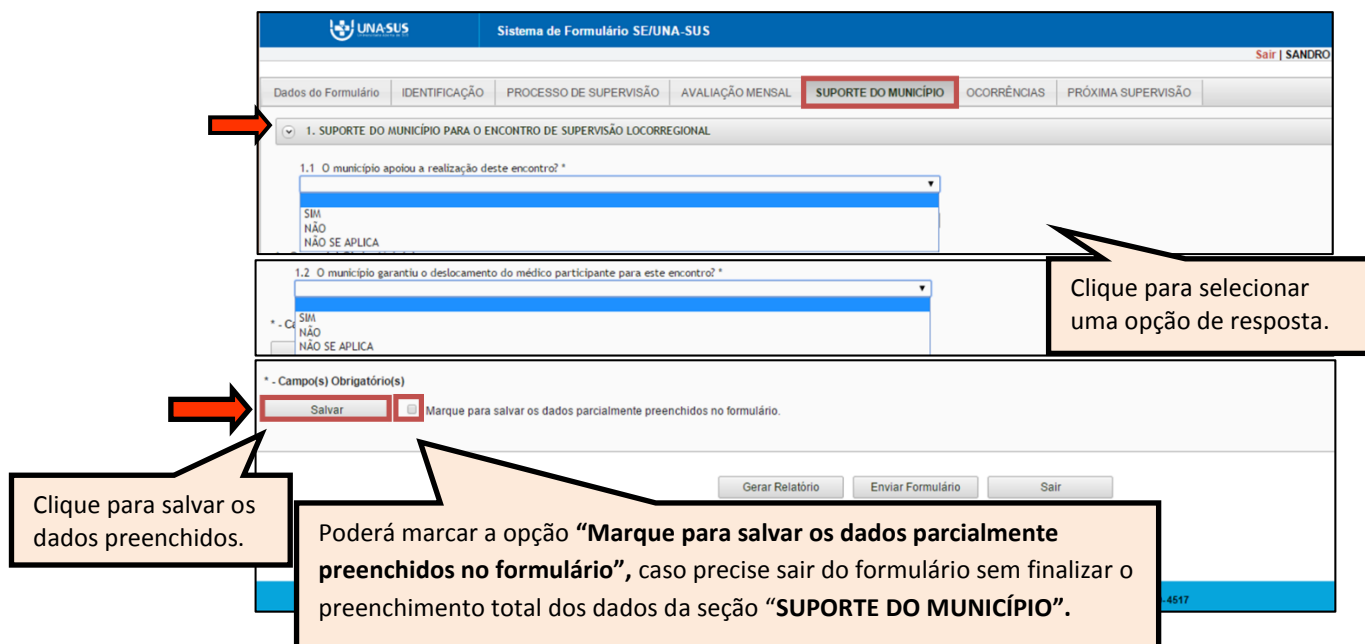 UNA-SUS
Sistema de Formulário SE/UNA-SUS
Sair | SANDRO
Dados do Formulário IDENTIFICAÇÃO PROCESSO DE SUPERVISÃO AVALIAÇÃO MENSAL SUPORTE DO MUNICÍPIO OCORRÊNCIAS PRÓXIMA SUPERVISÃO
1. SUPORTE DO MUNICÍPIO PARA O ENCONTRO DE SUPERVISÃO LOCORREGIONAL
1.1 O município apoiou a realização deste encontro? *
SIM
NÃO
NÃO SE APLICA
1.2 O município garantiu o deslocamento do médico participante para este encontro? *
* - C
SIM
NÃO
NÃO SE APLICA
Clique para selecionar
uma opção de resposta.
* - Campo(s) Obrigatório(s)
Salvar Marque para salvar os dados parcialmente preenchidos no formulário.
Gerar Relatório Enviar Formulário Sair
Clique para salvar os
dados preenchidos.
Poderá marcar a opção “Marque para salvar os dados parcialmente
preenchidos no formulário”, caso precise sair do formulário sem finalizar o
preenchimento total dos dados da seção “SUPORTE DO MUNICÍPIO”.
-4517